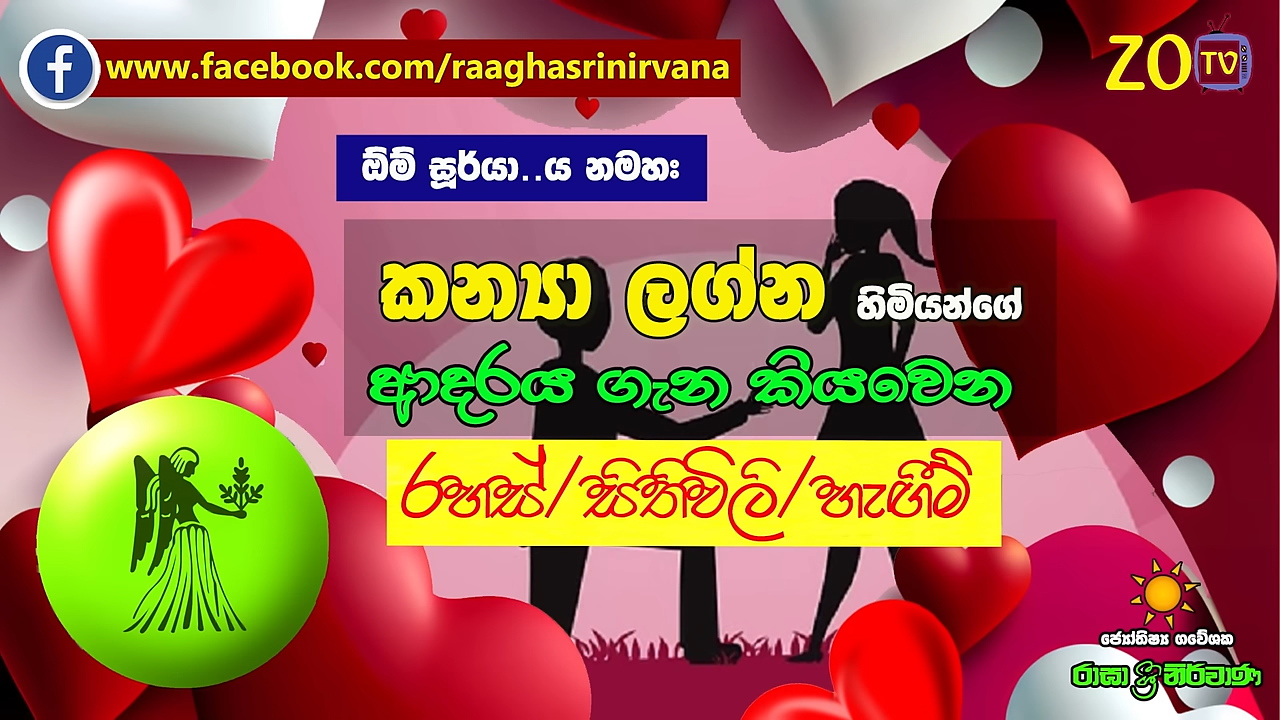 www.facebook.com/raaghasrinirvana
ZO TV
ඕම් සූර්යා..ය නමහඃ
කන්‍යා ලග්න හිමියන්ගේ
ආදරය ගැන කියවෙන
රහස්/සිතිවිලි/හැඟීම්
ජ්‍යෝතිෂ්‍ය ගවේශක
රාඝා ශ්‍රී නිර්වාණ